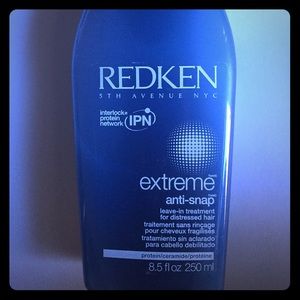 REDKEN
5TH AVENUE NYC
interlock
protein
network
IPN
extreme
anti-snap
leave-in treatment
for distressed hair
traitement sans rinçage
pour cheveux fragilisés
tratamiento sin aclarado
para cabello debilitado
protein/ceramide/protéine
8.5 fl oz 250 ml